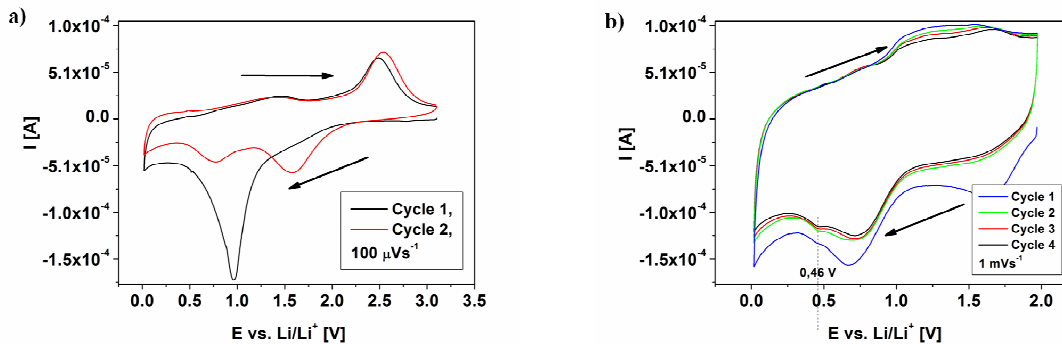 a)
1.0x10⁻⁴
5.1x10⁻⁵
0.0
-5.1x10⁻⁵
-1.0x10⁻⁴
-1.5x10⁻⁴
I [A]
Cycle 1,
Cycle 2,
100 μVs⁻¹
0.0 0.5 1.0 1.5 2.0 2.5 3.0 3.5
E vs. Li/Li⁺ [V]
b)
1.0x10⁻⁴
5.1x10⁻⁵
0.0
-5.1x10⁻⁵
-1.0x10⁻⁴
-1.5x10⁻⁴
I [A]
Cycle 1
Cycle 2
Cycle 3
Cycle 4
1 mVs⁻¹
0,46 V
0.0 0.5 1.0 1.5 2.0
E vs. Li/Li⁺ [V]